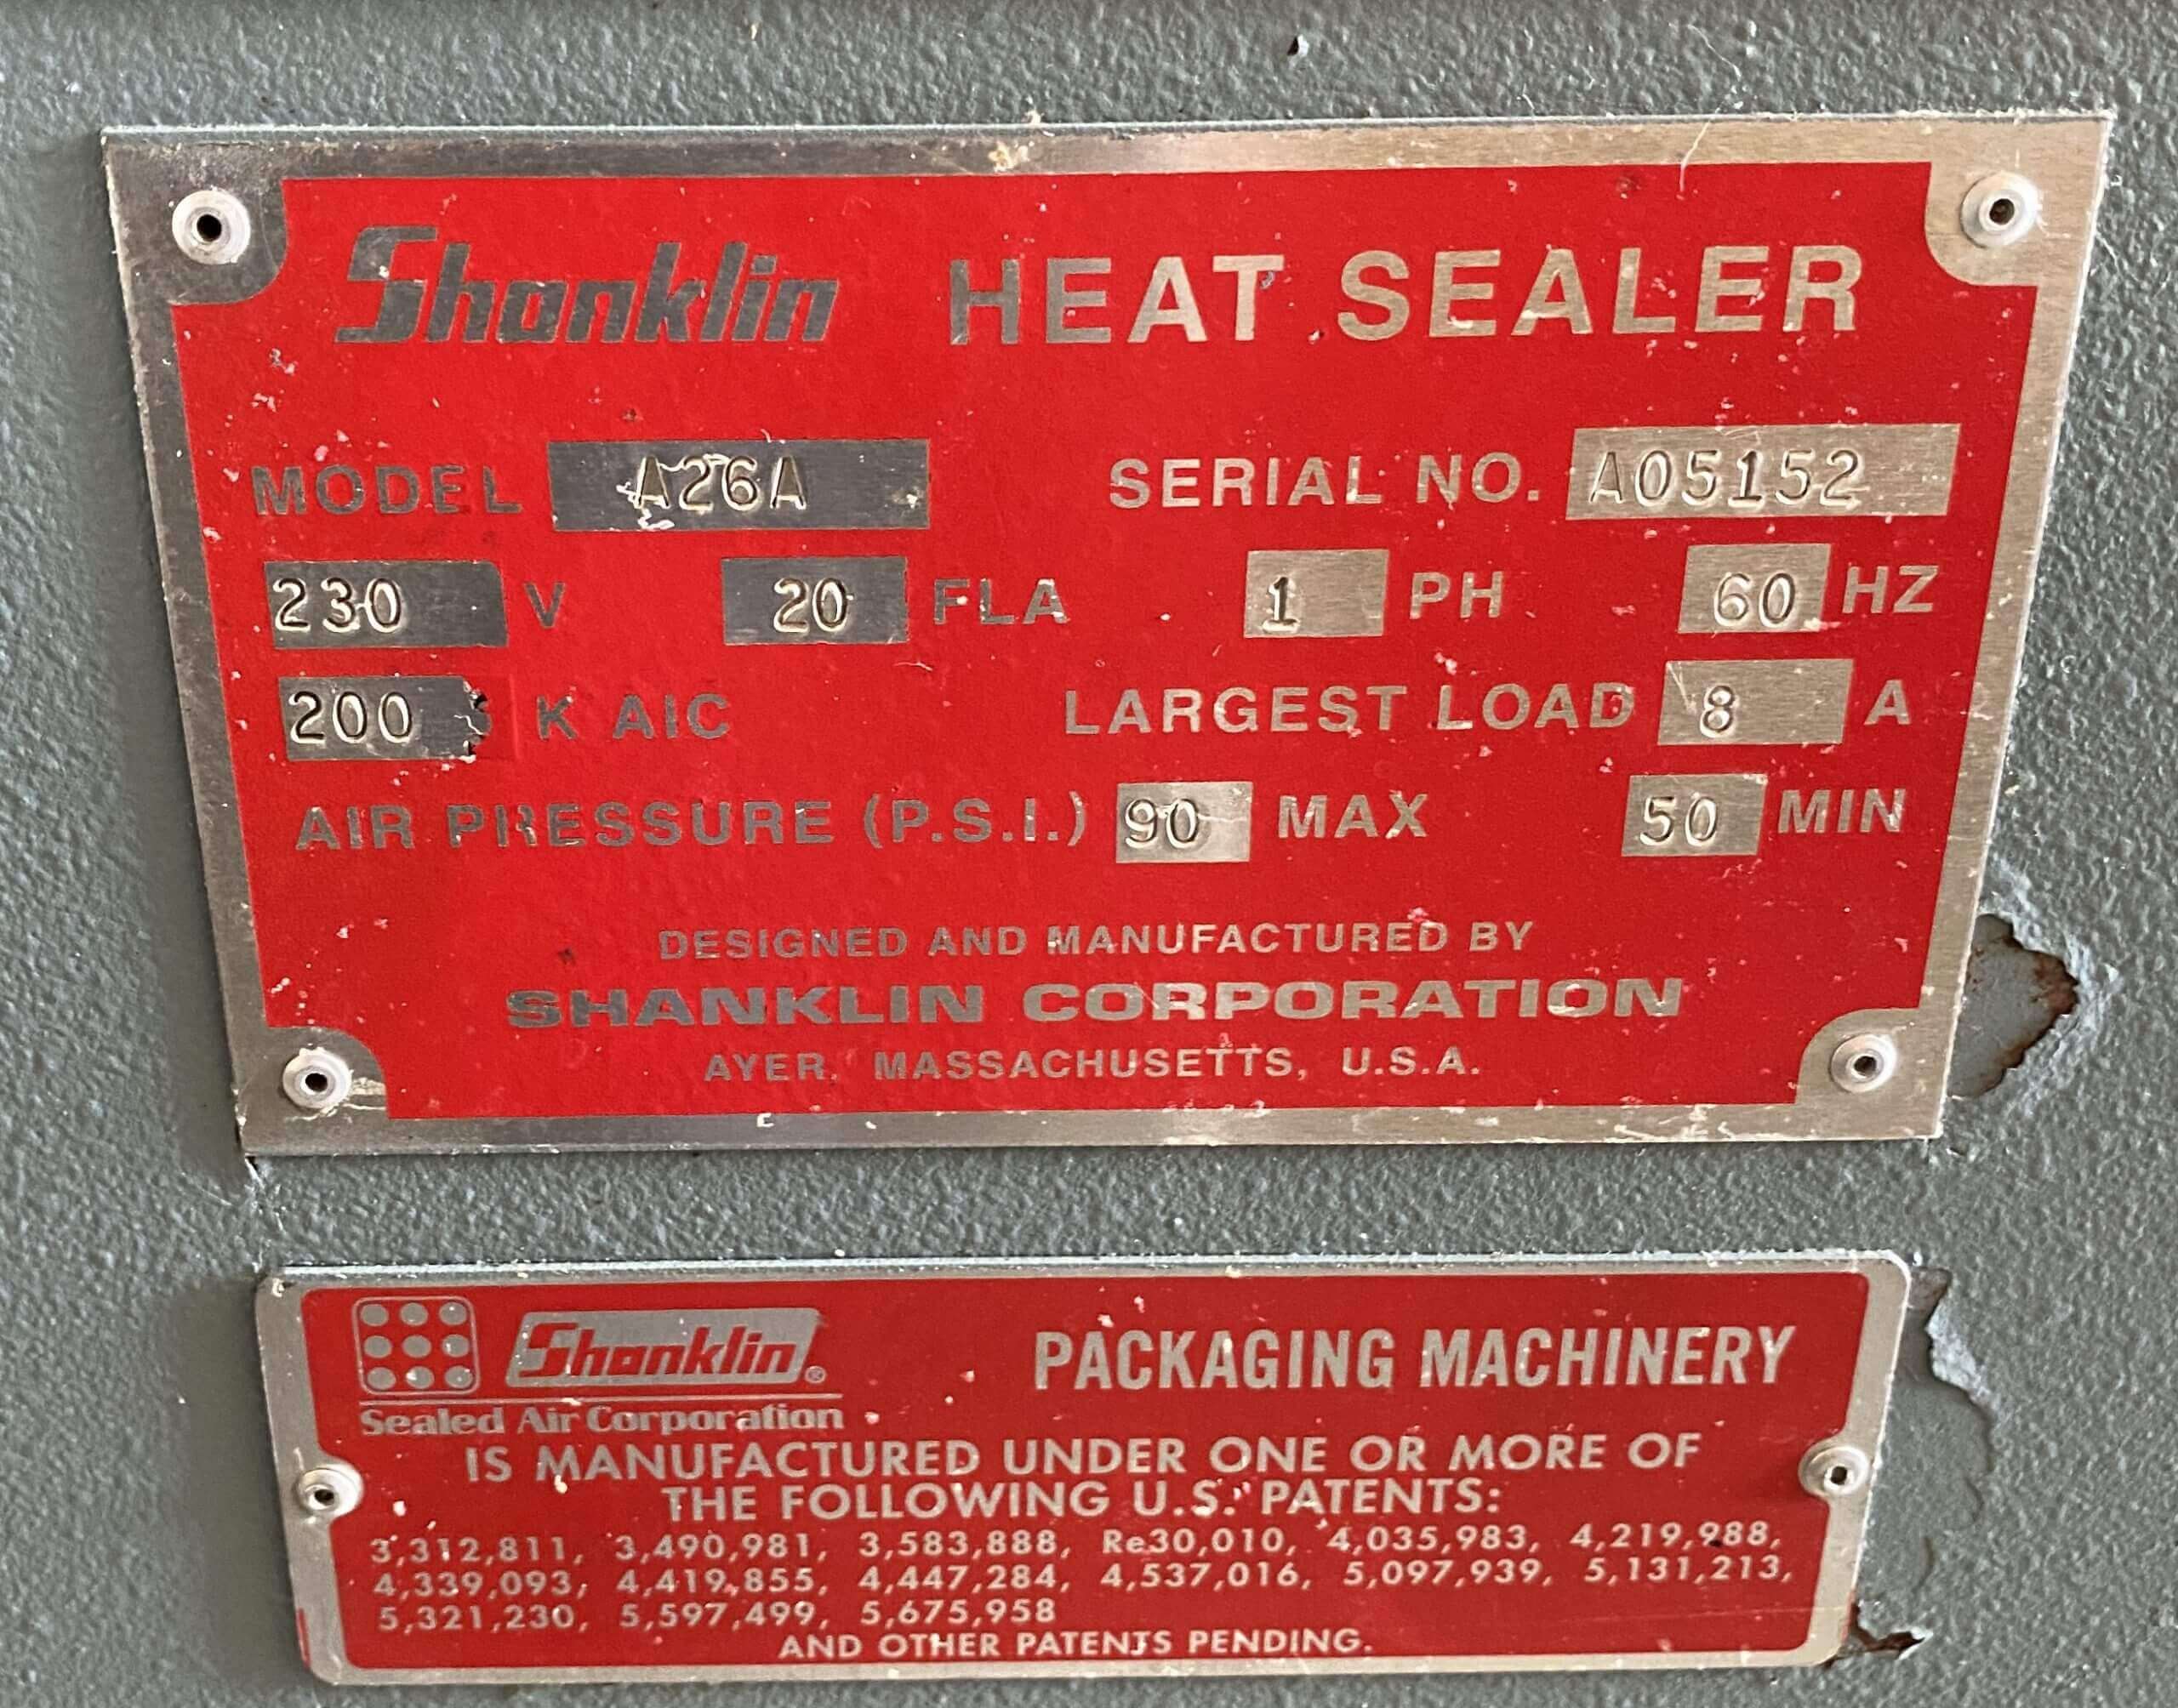 Shanklin HEAT SEALER
MODEL A26A SERIAL NO. A05152
230 V 20 FLA 1 PH 60 HZ
200 K AIC LARGEST LOAD 8 A
AIR PRESSURE (P.S.I.) 90 MAX 50 MIN
DESIGNED AND MANUFACTURED BY
SHANKLIN CORPORATION
AYER, MASSACHUSETTS, U.S.A.
Shanklin® PACKAGING MACHINERY
Sealed Air Corporation
IS MANUFACTURED UNDER ONE OR MORE OF
THE FOLLOWING U.S. PATENTS:
3,312,811, 3,490,981, 3,583,888, Re30,010, 4,035,983, 4,219,988,
4,339,093, 4,419,855, 4,447,284, 4,537,016, 5,097,939, 5,131,213,
5,321,230, 5,597,499, 5,675,958
AND OTHER PATENTS PENDING.